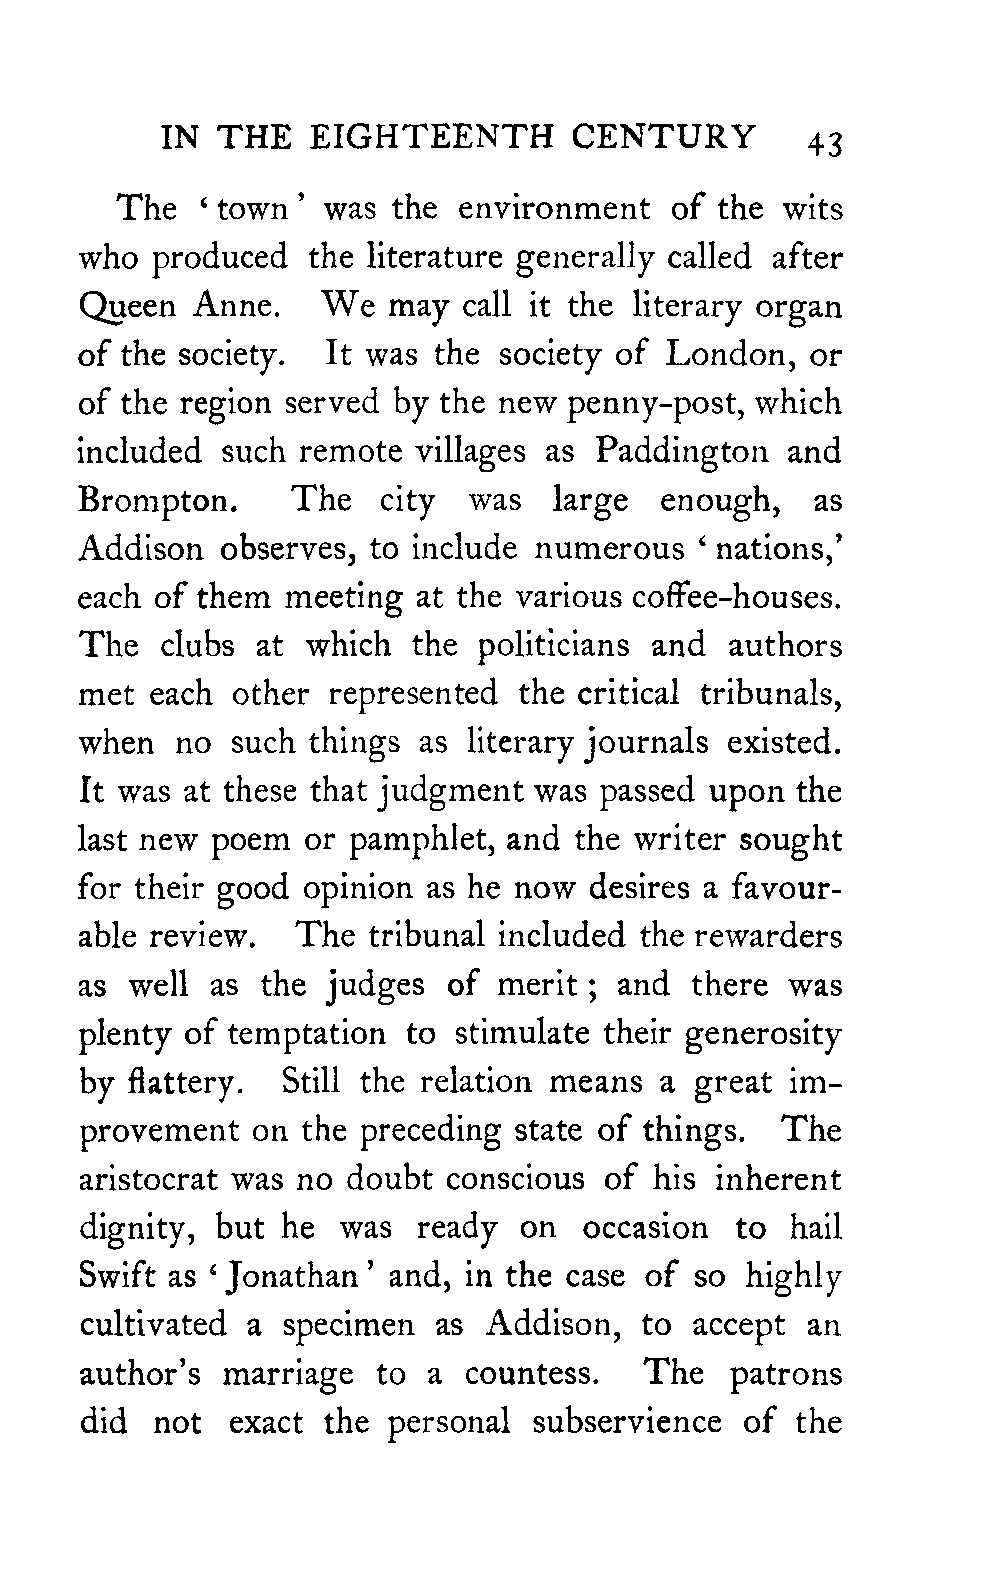 IN THE EIGHTEENTH CENTURY 43
The ‘ town ’ was the environment of the wits
who produced the literature generally called after
Queen Anne. We may call it the literary organ
of the society. It was the society of London, or
of the region served by the new penny-post, which
included such remote villages as Paddington and
Brompton. The city was large enough, as
Addison observes, to include numerous ‘ nations,’
each of them meeting at the various coffee-houses.
The clubs at which the politicians and authors
met each other represented the critical tribunals,
when no such things as literary journals existed.
It was at these that judgment was passed upon the
last new poem or pamphlet, and the writer sought
for their good opinion as he now desires a favour-
able review. The tribunal included the rewarders
as well as the judges of merit ; and there was
plenty of temptation to stimulate their generosity
by flattery. Still the relation means a great im-
provement on the preceding state of things. The
aristocrat was no doubt conscious of his inherent
dignity, but he was ready on occasion to hail
Swift as ‘ Jonathan ’ and, in the case of so highly
cultivated a specimen as Addison, to accept an
author’s marriage to a countess. The patrons
did not exact the personal subservience of the